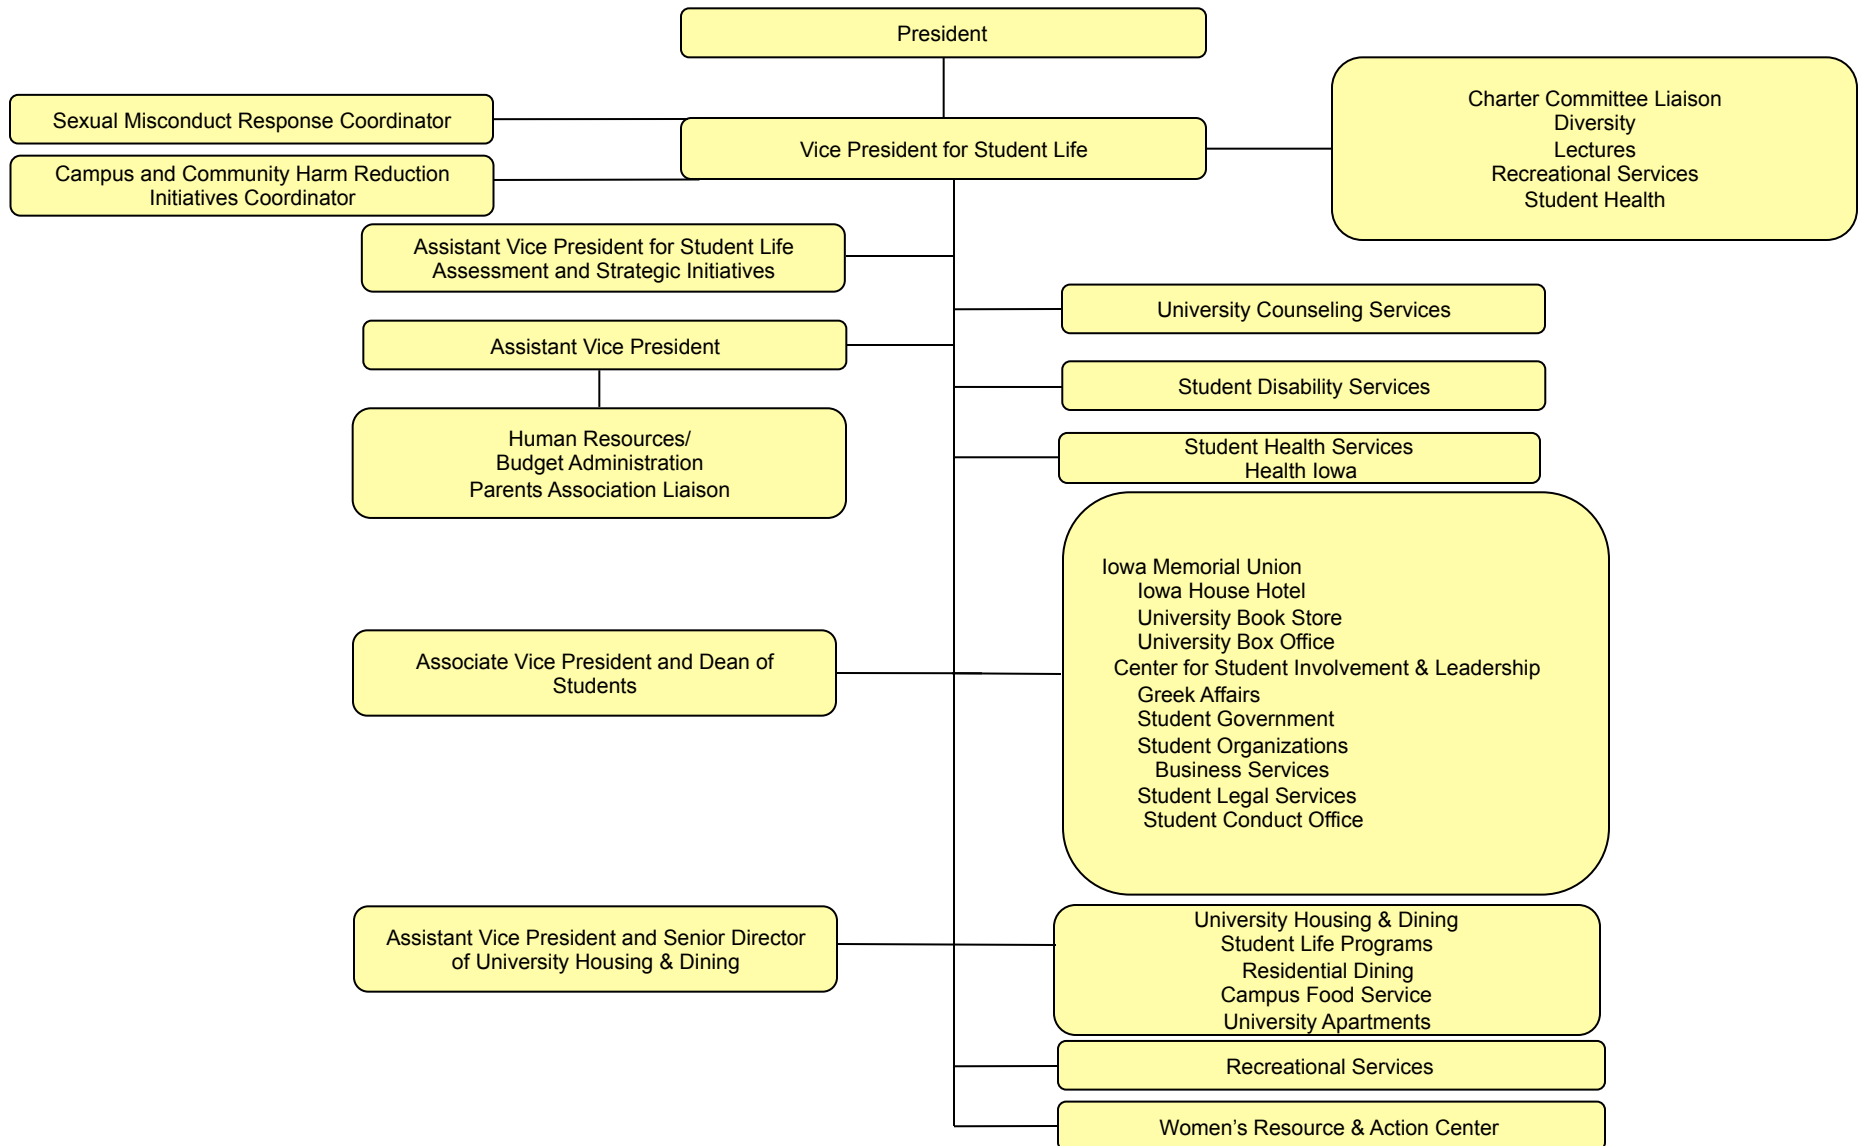 President
Sexual Misconduct Response Coordinator
Vice President for Student Life
Charter Committee Liaison
Diversity
Lectures
Recreational Services
Student Health
Campus and Community Harm Reduction
Initiatives Coordinator
Assistant Vice President for Student Life
Assessment and Strategic Initiatives
University Counseling Services
Assistant Vice President
Student Disability Services
Human Resources/
Budget Administration
Parents Association Liaison
Student Health Services
Health Iowa
Iowa Memorial Union
Iowa House Hotel
University Book Store
University Box Office
Center for Student Involvement & Leadership
Greek Affairs
Student Government
Student Organizations
Business Services
Student Legal Services
Student Conduct Office
Associate Vice President and Dean of
Students
Assistant Vice President and Senior Director
of University Housing & Dining
University Housing & Dining
Student Life Programs
Residential Dining
Campus Food Service
University Apartments
Recreational Services
Women’s Resource & Action Center